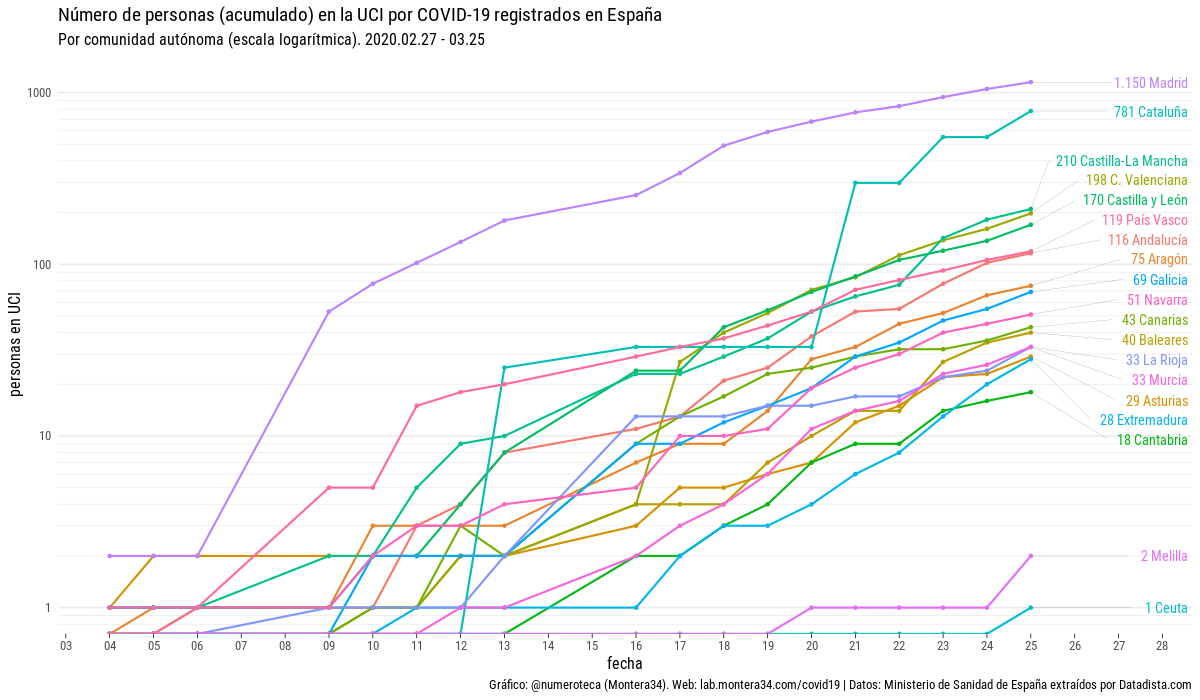 Número de personas (acumulado) en la UCI por COVID-19 registrados en España
Por comunidad autónoma (escala logarítmica). 2020.02.27 - 03.25
personas en UCI
1000
100
10
1
1.150 Madrid
781 Cataluña
210 Castilla-La Mancha
198 C. Valenciana
170 Castilla y León
119 País Vasco
116 Andalucía
75 Aragón
69 Galicia
51 Navarra
43 Canarias
40 Baleares
33 La Rioja
33 Murcia
29 Asturias
28 Extremadura
18 Cantabria
2 Melilla
1 Ceuta
03 04 05 06 07 08 09 10 11 12 13 14 15 16 17 18 19 20 21 22 23 24 25 26 27 28
fecha
Gráfico: @numeroteca (Montera34). Web: lab.montera34.com/covid19 | Datos: Ministerio de Sanidad de España extraídos por Datadista.com